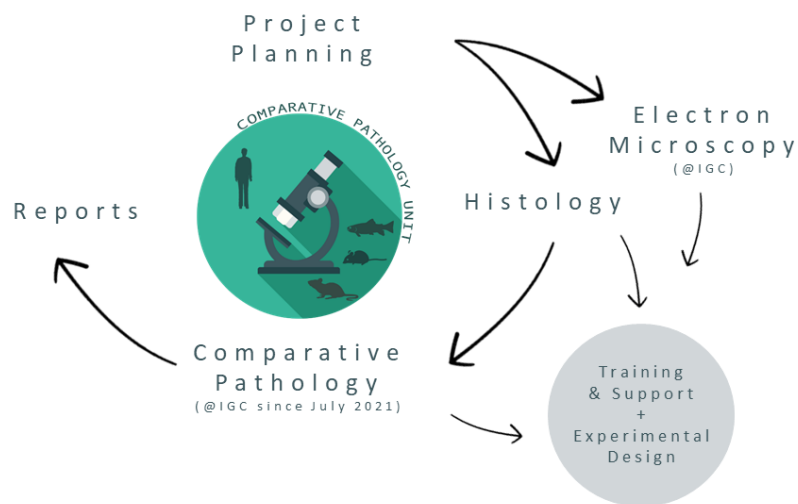 Project
Planning
COMPARATIVE PATHOLOGY UNIT
Electron
Microscopy
(@IGC)
Reports
Histology
Comparative
Pathology
(@IGC since July 2021)
Training
& Support
+
Experimental
Design